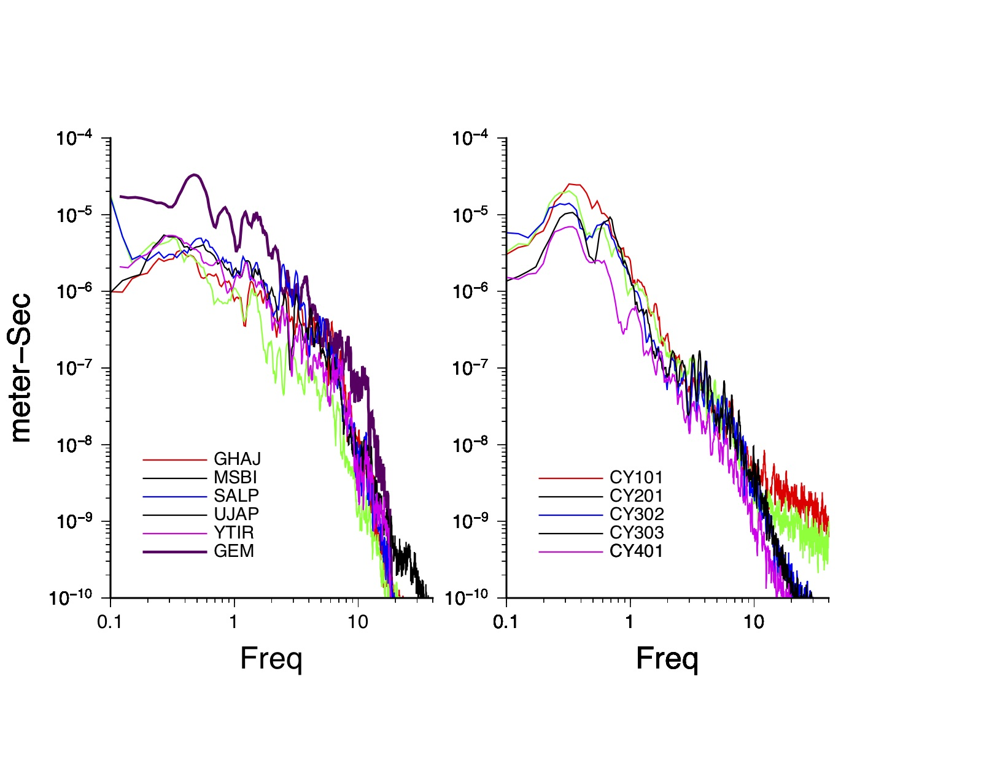 meter−Sec
10−4
10−5
10−6
10−7
10−8
10−9
10−10
0.1 1 10
Freq
GHAJ
MSBI
SALP
UJAP
YTIR
GEM
10−4
10−5
10−6
10−7
10−8
10−9
10−10
0.1 1 10
Freq
CY101
CY201
CY302
CY303
CY401